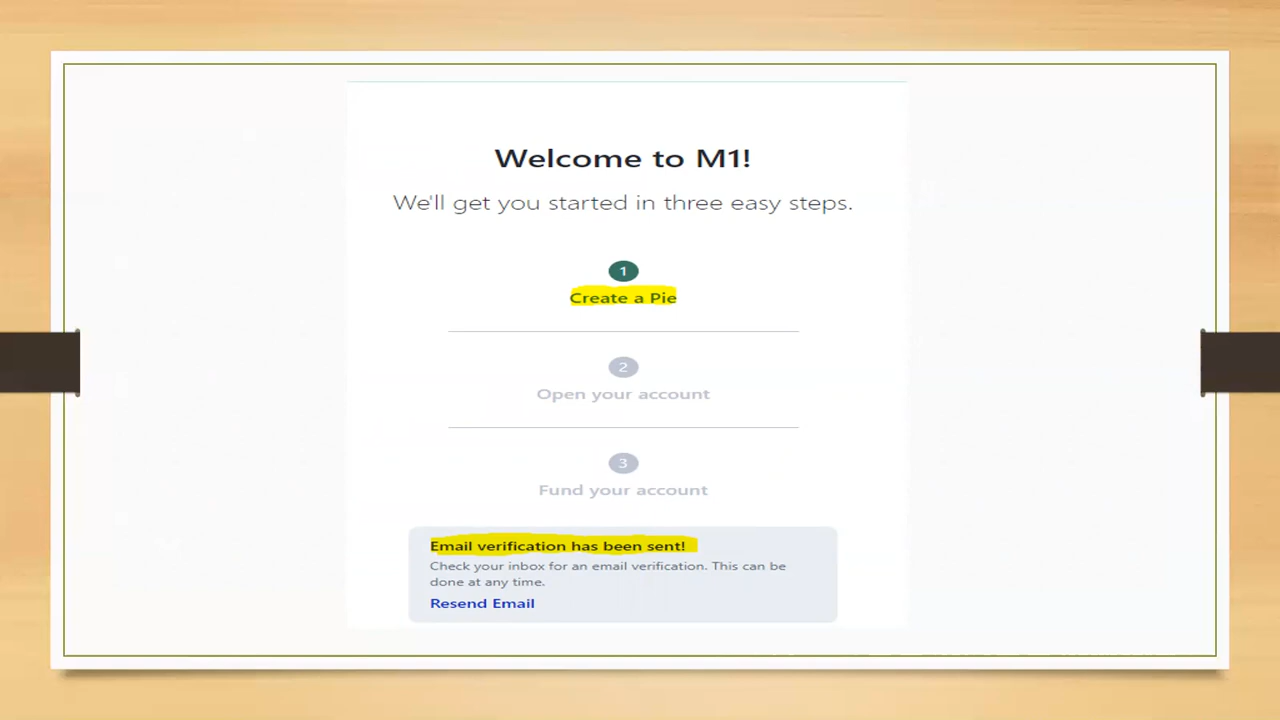 Welcome to M1!
We'll get you started in three easy steps.
1
Create a Pie
2
Open your account
3
Fund your account
Email verification has been sent!
Check your inbox for an email verification. This can be
done at any time.
Resend Email